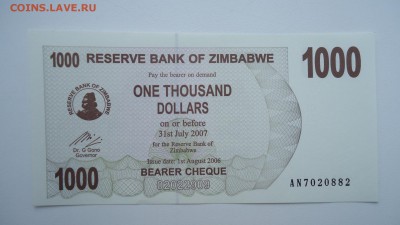 COINS.LAVE.RU
1000 RESERVE BANK OF ZIMBABWE 1000
Pay the bearer on demand
ONE THOUSAND
DOLLARS
on or before
31st July 2007
for the Reserve Bank of
Zimbabwe
RESERVE BANK OF ZIMBABWE
Dr. G Gono
Governor
Issue date: 1st August 2006
1000 BEARER CHEQUE AN7020882